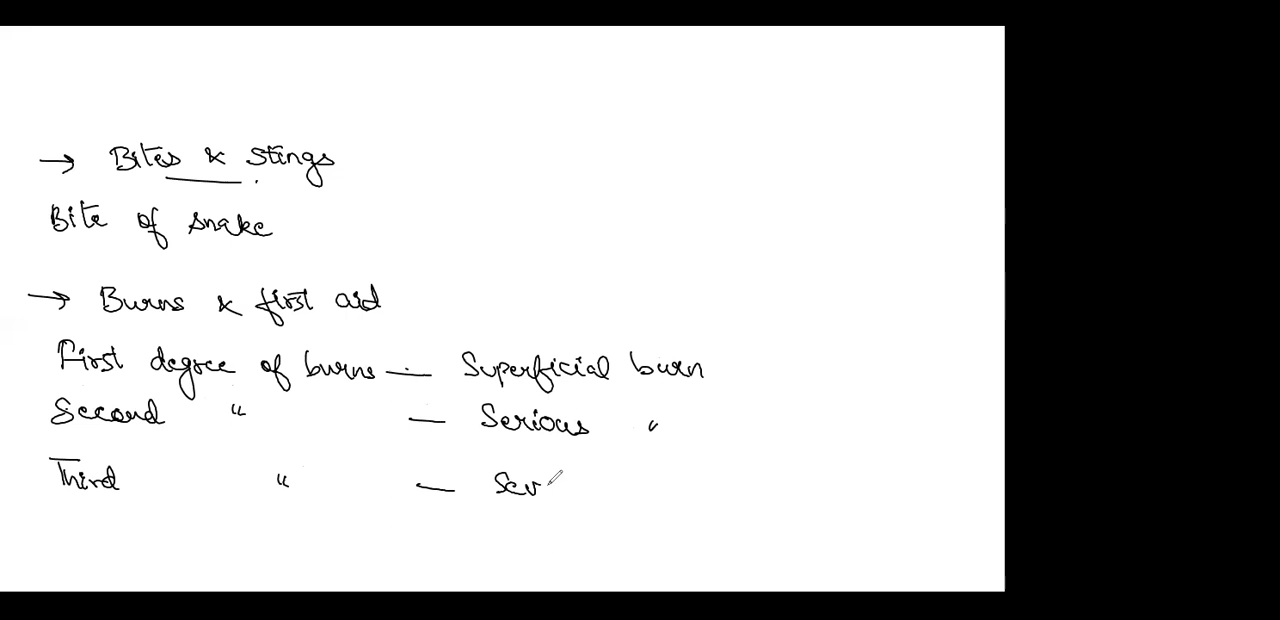 → Bites & Stings
Bite of snake
→ Burns & first aid
First degree of burns — Superficial burn
Second " — Serious "
Third " — Sev